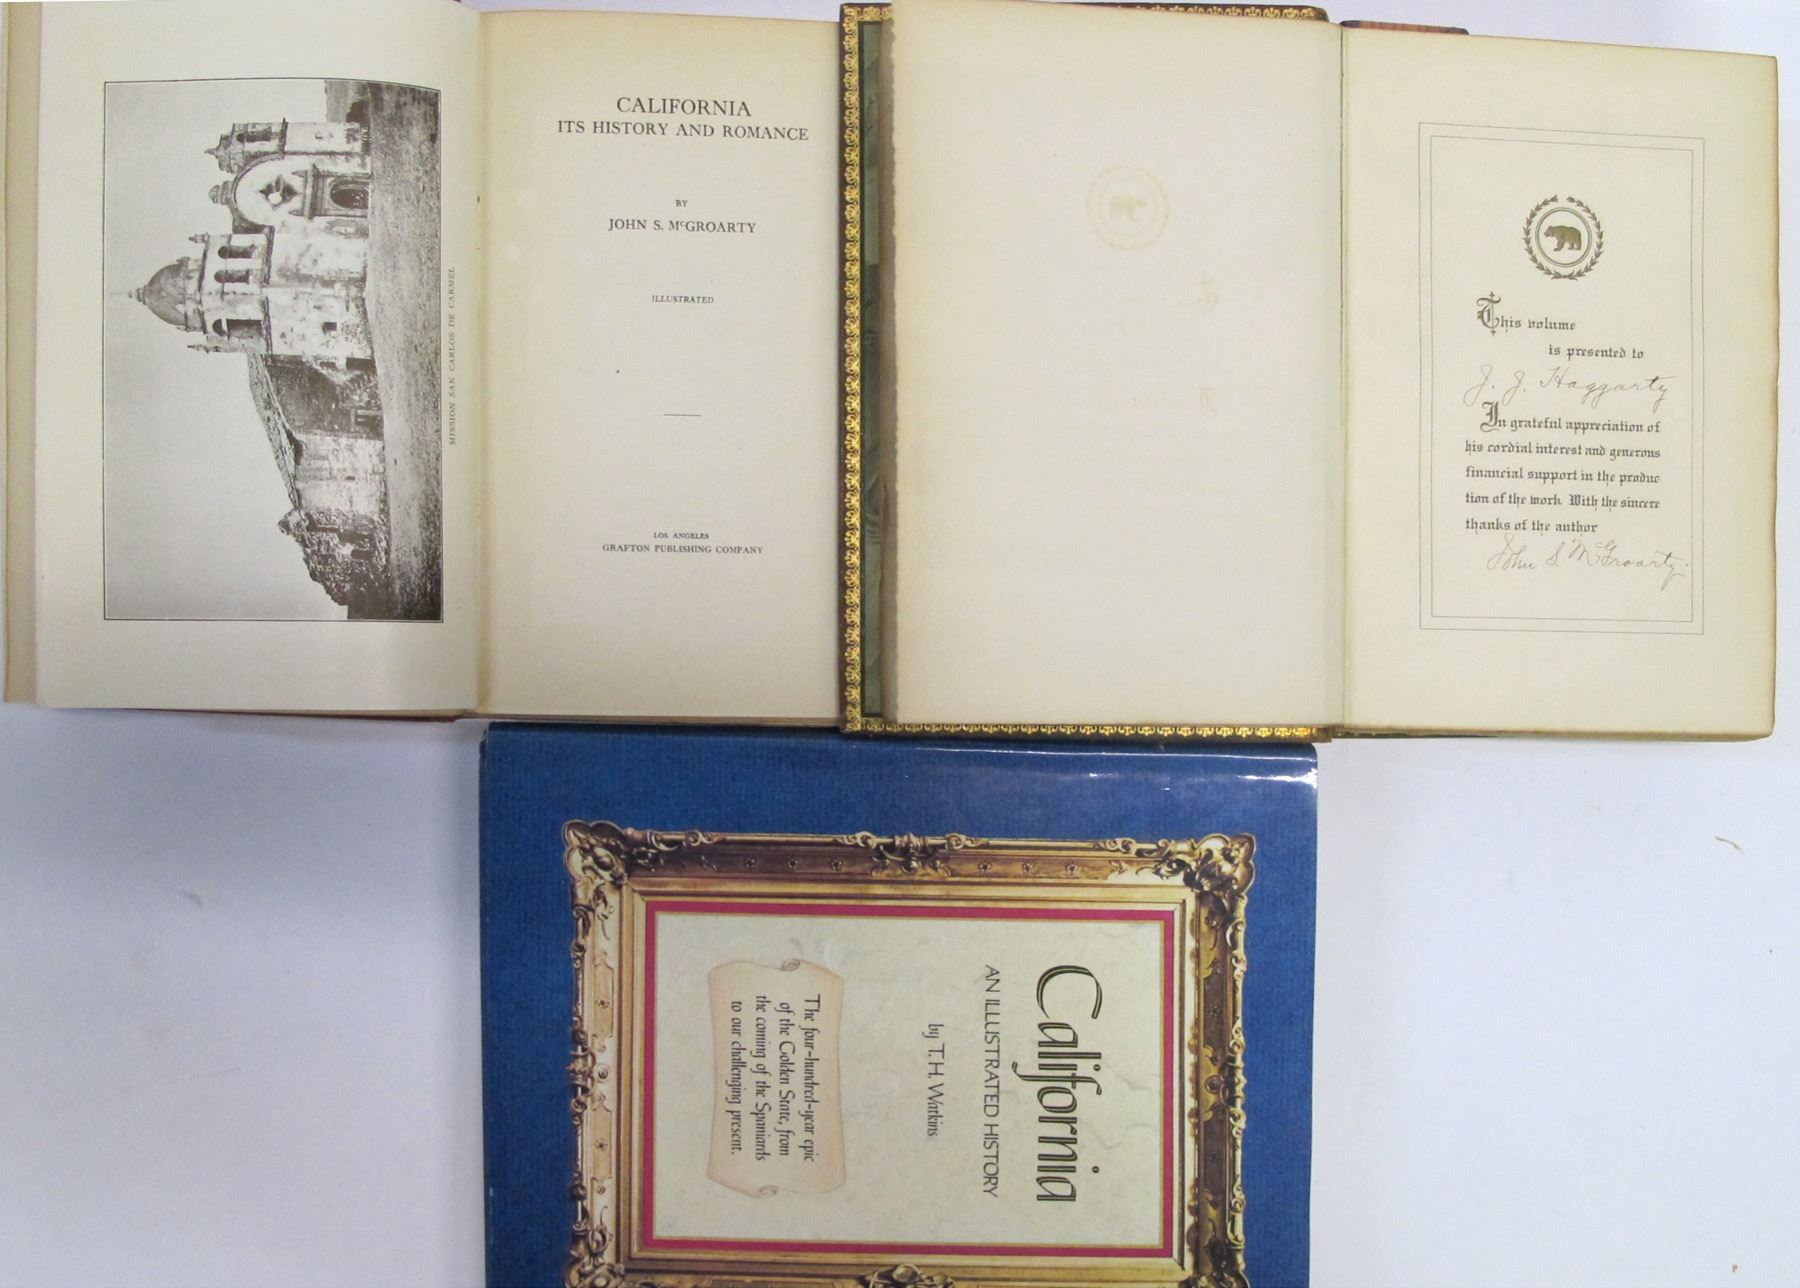 MISSION SAN CARLOS DE CARMEL
CALIFORNIA
ITS HISTORY AND ROMANCE
BY
JOHN S. McGROARTY
ILLUSTRATED
LOS ANGELES
GRAFTON PUBLISHING COMPANY
This volume
is presented to
J. J. Haggarty
In grateful appreciation of
his cordial interest and generous
financial support in the produc-
tion of the work With the sincere
thanks of the author
John S. McGroarty
California
AN ILLUSTRATED HISTORY
by T. H. Watkins
The four-hundred-year epic
of the Golden State, from
the coming of the Spaniards
to our challenging present.